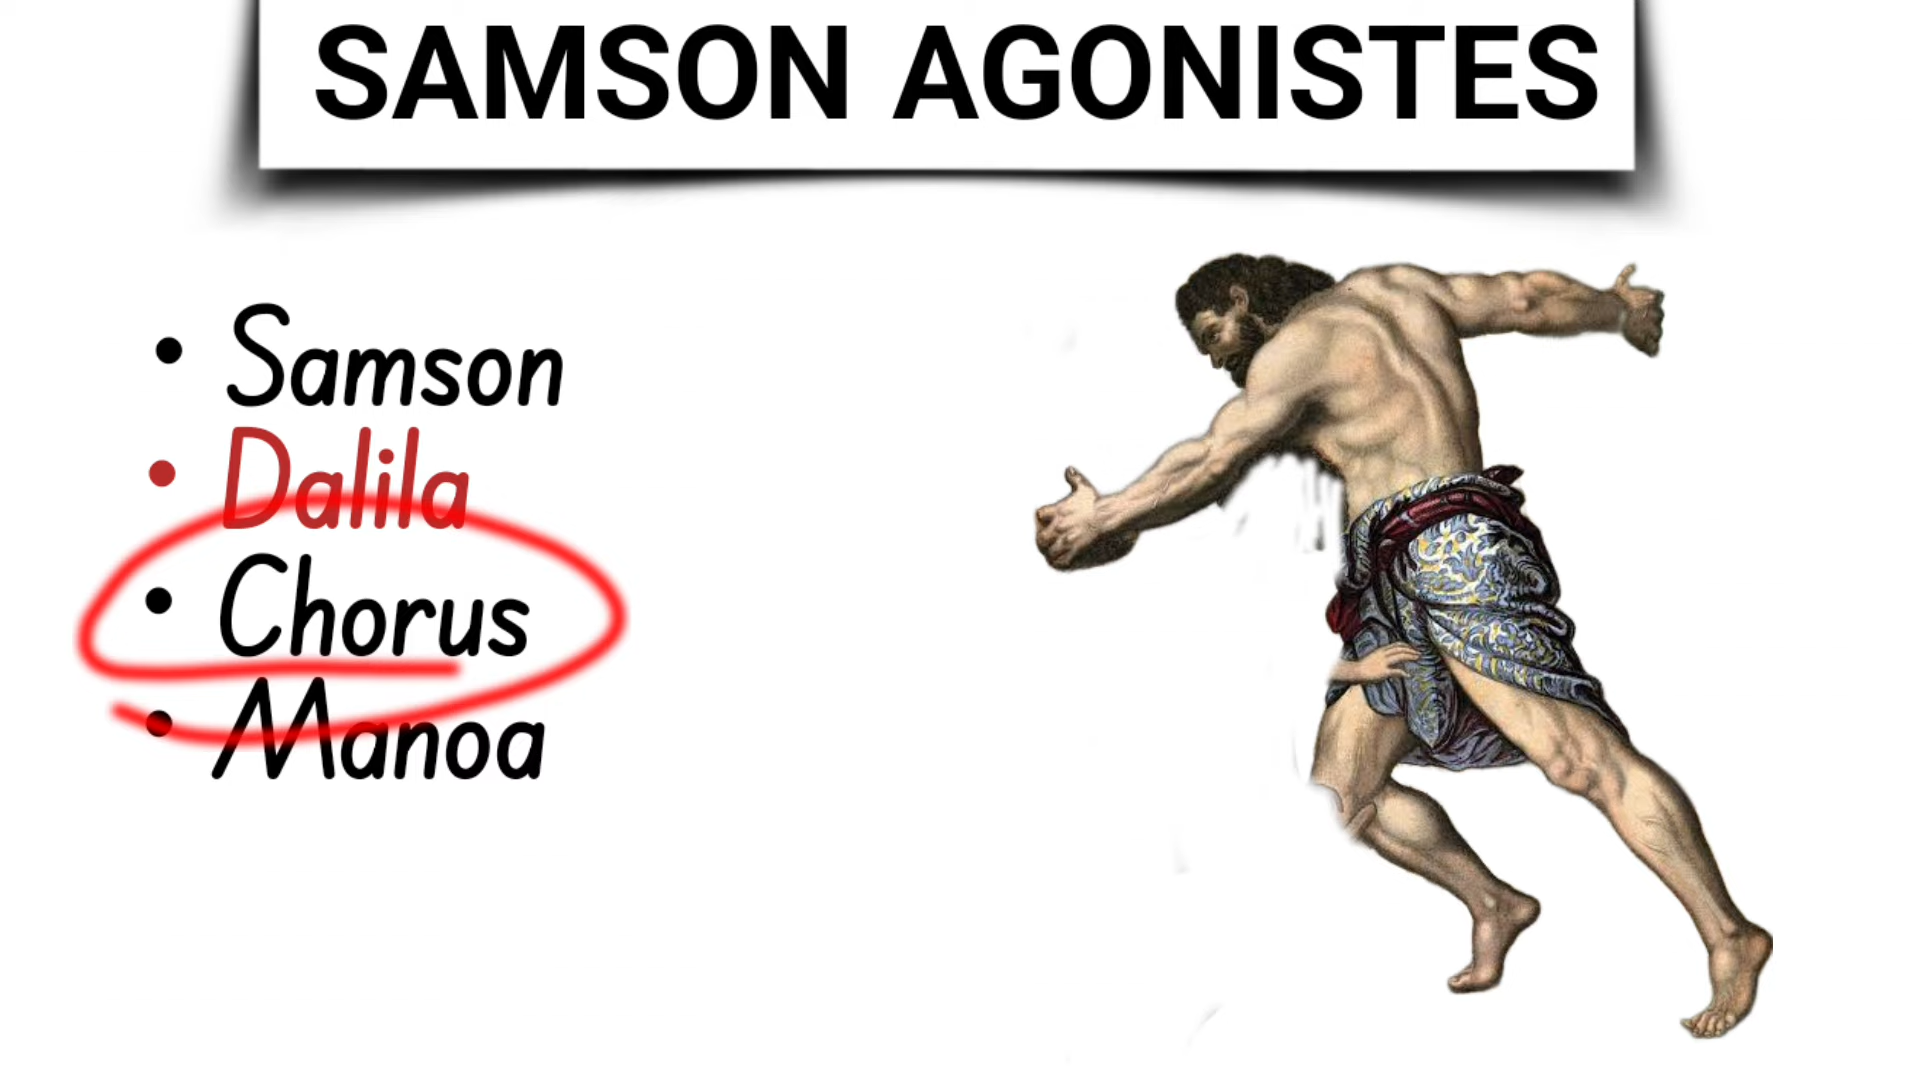 SAMSON AGONISTES
• Samson
• Dalila
• Chorus
• Manoa